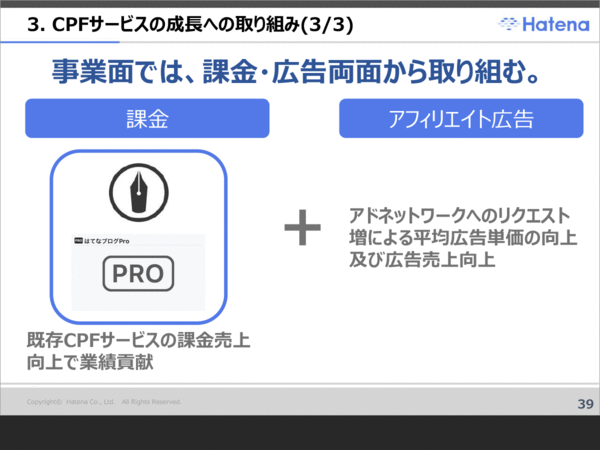 3. CPFサービスの成長への取り組み(3/3)
Hatena
事業面では、課金・広告両面から取り組む。
課金
アフィリエイト広告
PRO はてなブログPro
PRO
+
アドネットワークへのリクエスト
増による平均広告単価の向上
及び広告売上向上
既存CPFサービスの課金売上
向上で業績貢献
Copyright© Hatena Co., Ltd. All Rights Reserved.
39